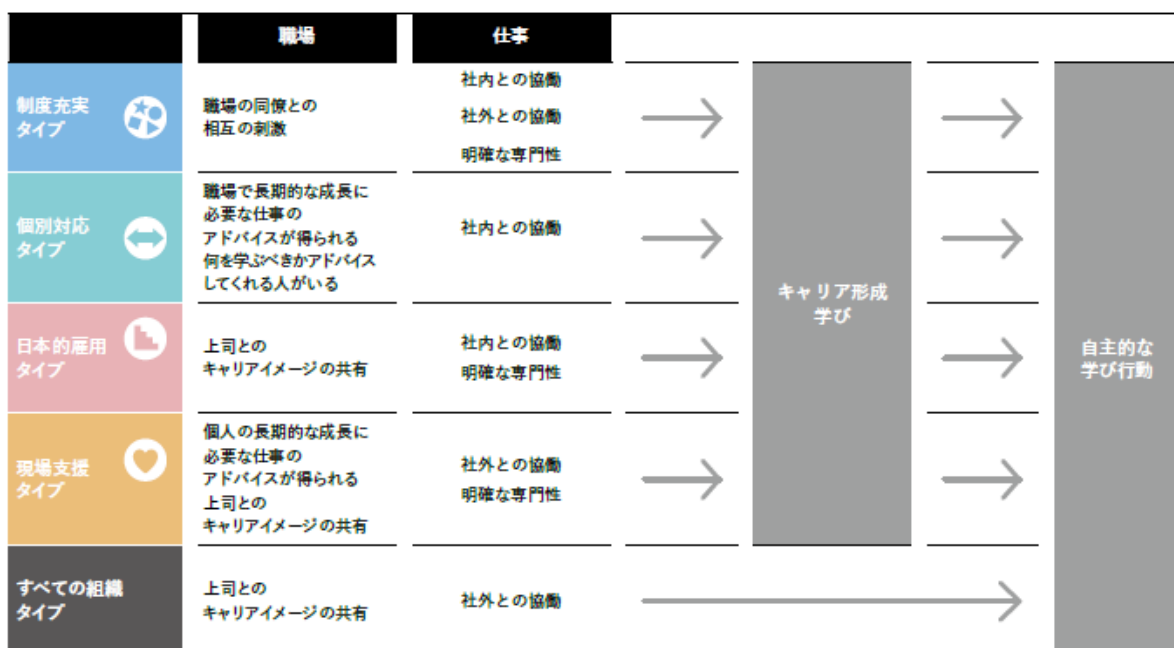 職場
仕事
制度充実
タイプ
職場の同僚との
相互の刺激
社内との協働
社外との協働
明確な専門性
個別対応
タイプ
職場で長期的な成長に
必要な仕事の
アドバイスが得られる
何を学ぶべきかアドバイス
してくれる人がいる
社内との協働
日本的雇用
タイプ
上司との
キャリアイメージの共有
社内との協働
明確な専門性
現場支援
タイプ
個人の長期的な成長に
必要な仕事の
アドバイスが得られる
上司との
キャリアイメージの共有
社外との協働
明確な専門性
キャリア形成
学び
すべての組織
タイプ
上司との
キャリアイメージの共有
社外との協働
自主的な
学び行動